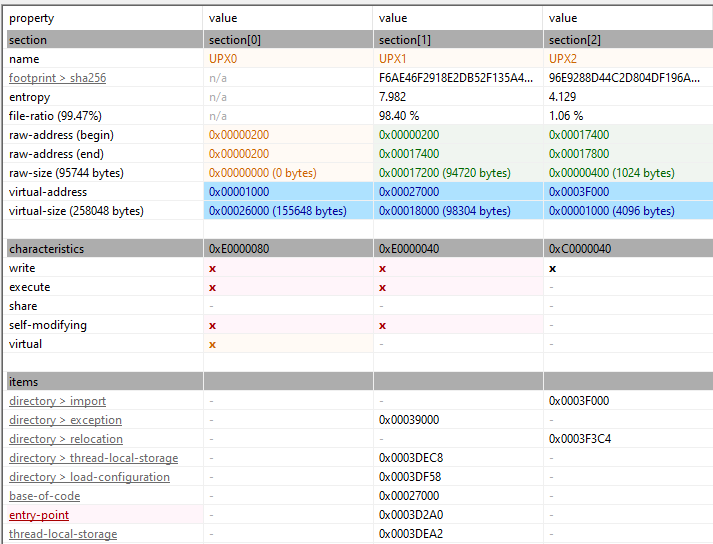 property value value value
section section[0] section[1] section[2]
name UPX0 UPX1 UPX2
footprint > sha256 n/a F6AE46F2918E2DB52F135A4... 96E9288D44C2D804DF196A...
entropy n/a 7.982 4.129
file-ratio (99.47%) n/a 98.40 % 1.06 %
raw-address (begin) 0x00000200 0x00000200 0x00017400
raw-address (end) 0x00000200 0x00017400 0x00017800
raw-size (95744 bytes) 0x00000000 (0 bytes) 0x00017200 (94720 bytes) 0x00000400 (1024 bytes)
virtual-address 0x00001000 0x00027000 0x0003F000
virtual-size (258048 bytes) 0x00026000 (155648 bytes) 0x00018000 (98304 bytes) 0x00001000 (4096 bytes)
characteristics 0xE0000080 0xE0000040 0xC0000040
write x x x
execute x x -
share - - -
self-modifying x x -
virtual x - -
items
directory > import - - 0x0003F000
directory > exception - 0x00039000 -
directory > relocation - - 0x0003F3C4
directory > thread-local-storage - 0x0003DEC8 -
directory > load-configuration - 0x0003DF58 -
base-of-code - 0x00027000 -
entry-point - 0x0003D2A0 -
thread-local-storage - 0x0003DEA2 -